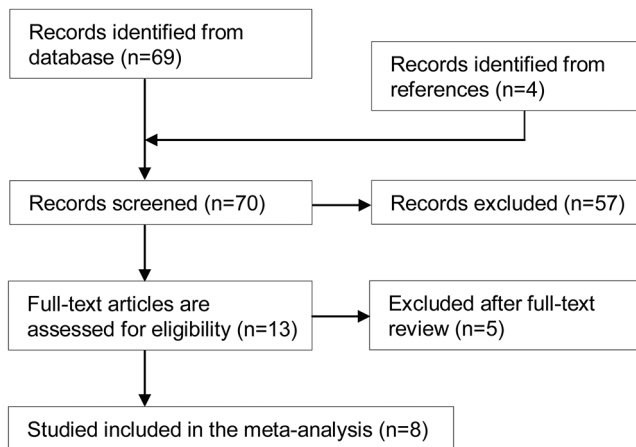 Records identified from
database (n=69)
Records identified from
references (n=4)
Records screened (n=70)
Records excluded (n=57)
Full-text articles are
assessed for eligibility (n=13)
Excluded after full-text
review (n=5)
Studied included in the meta-analysis (n=8)